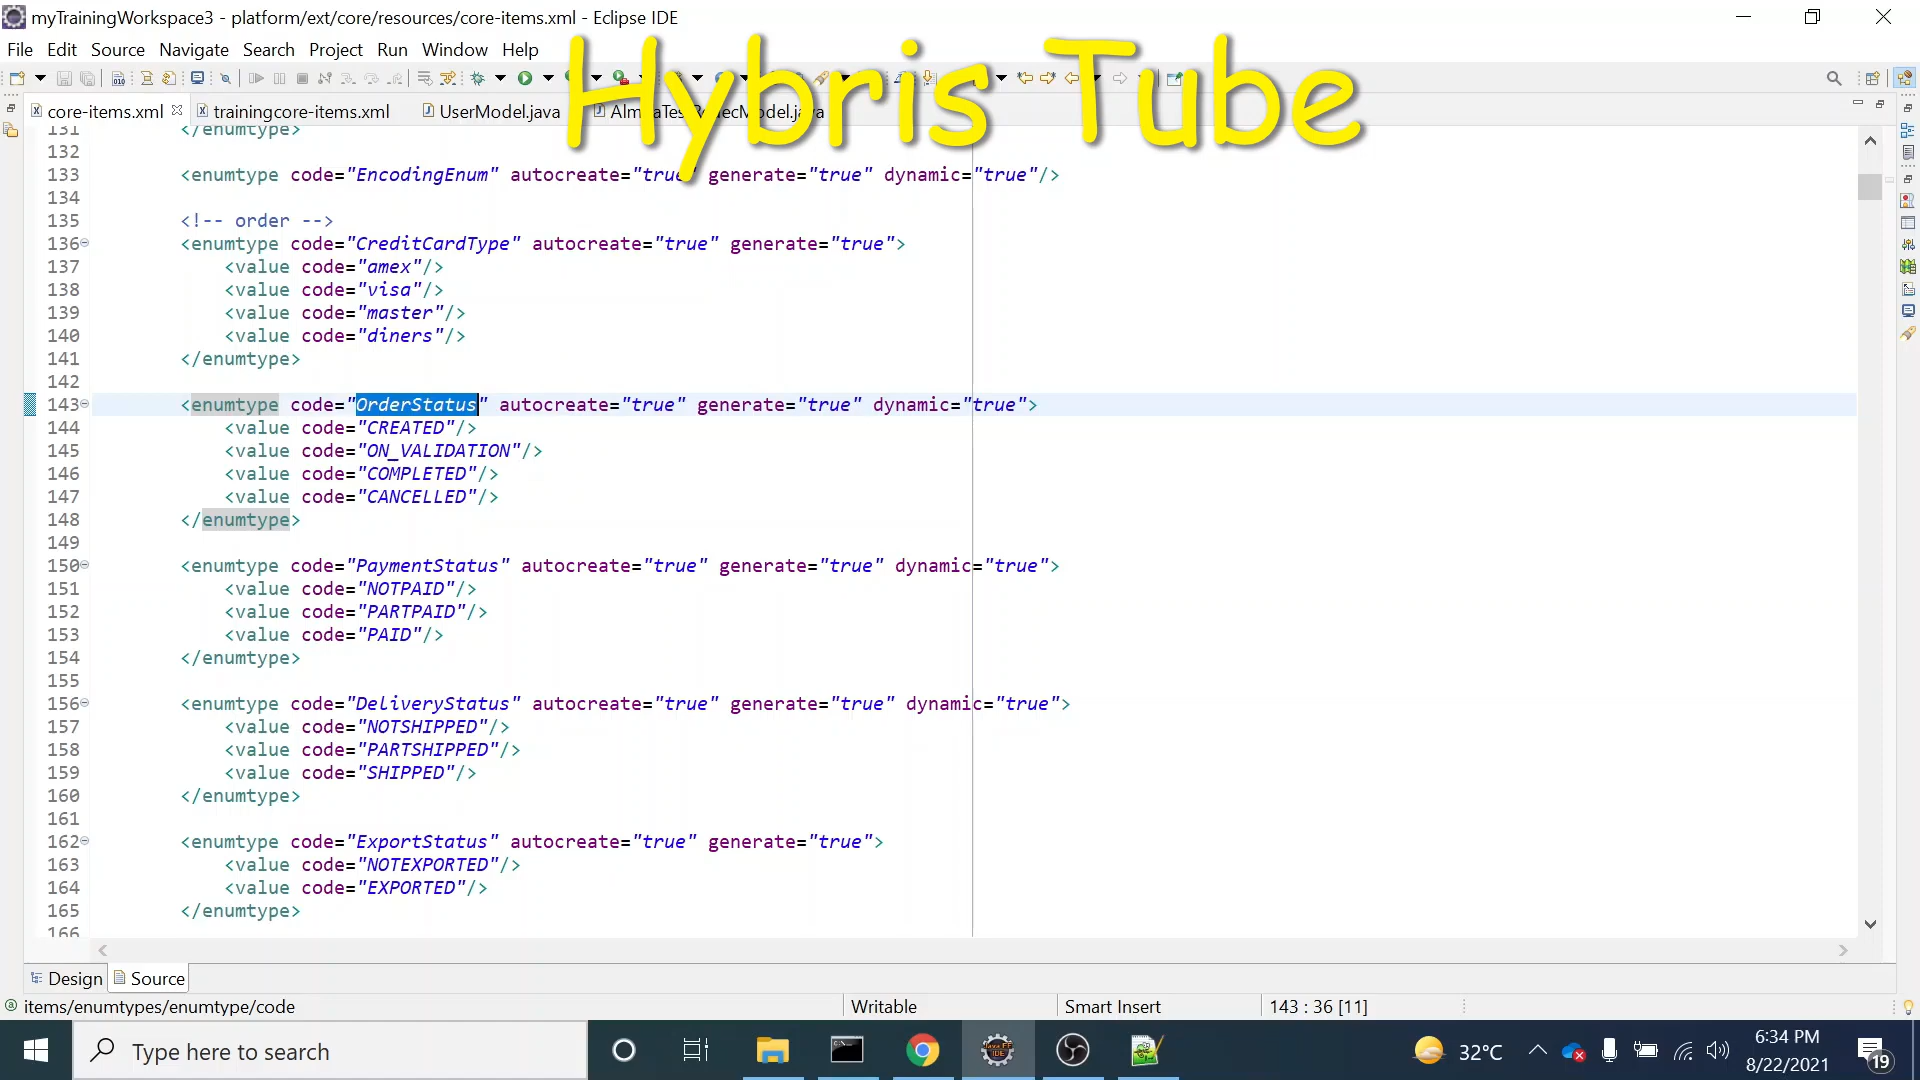 myTrainingWorkspace3 - platform/ext/core/resources/core-items.xml - Eclipse IDE
File Edit Source Navigate Search Project Run Window Help
Hybris Tube
core-items.xml trainingcore-items.xml UserModel.java
131 </enumtype>
132
133 <enumtype code="EncodingEnum" autocreate="true" generate="true" dynamic="true"/>
134
135 <!-- order -->
136 <enumtype code="CreditCardType" autocreate="true" generate="true">
137 <value code="amex"/>
138 <value code="visa"/>
139 <value code="master"/>
140 <value code="diners"/>
141 </enumtype>
142
143 <enumtype code="OrderStatus" autocreate="true" generate="true" dynamic="true">
144 <value code="CREATED"/>
145 <value code="ON_VALIDATION"/>
146 <value code="COMPLETED"/>
147 <value code="CANCELLED"/>
148 </enumtype>
149
150 <enumtype code="PaymentStatus" autocreate="true" generate="true" dynamic="true">
151 <value code="NOTPAID"/>
152 <value code="PARTPAID"/>
153 <value code="PAID"/>
154 </enumtype>
155
156 <enumtype code="DeliveryStatus" autocreate="true" generate="true" dynamic="true">
157 <value code="NOTSHIPPED"/>
158 <value code="PARTSHIPPED"/>
159 <value code="SHIPPED"/>
160 </enumtype>
161
162 <enumtype code="ExportStatus" autocreate="true" generate="true">
163 <value code="NOTEXPORTED"/>
164 <value code="EXPORTED"/>
165 </enumtype>
166
Design Source
items/enumtypes/enumtype/code Writable Smart Insert 143 : 36 [11]
Type here to search 32°C 6:34 PM
8/22/2021 19